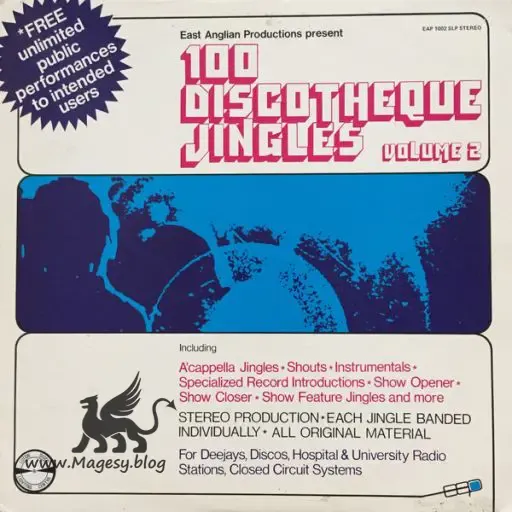 *FREE
unlimited
public
performances
to intended
users
East Anglian Productions present
EAP 1002 SLP STEREO
100
DISCOTHEQUE
JINGLES VOLUME 2
Including
A'cappella Jingles * Shouts * Instrumentals *
Specialized Record Introductions * Show Opener *
Show Closer * Show Feature Jingles and more
STEREO PRODUCTION * EACH JINGLE BANDED
INDIVIDUALLY * ALL ORIGINAL MATERIAL
www.Magesy.blog
For Deejays, Discos, Hospital & University Radio
Stations, Closed Circuit Systems
eap